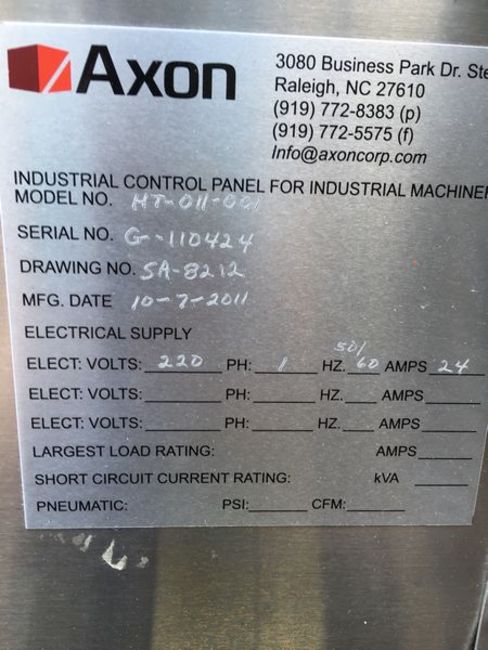 Axon
3080 Business Park Dr. Ste
Raleigh, NC 27610
(919) 772-8383 (p)
(919) 772-5575 (f)
Info@axoncorp.com
INDUSTRIAL CONTROL PANEL FOR INDUSTRIAL MACHINER
MODEL NO. HT-011-001
SERIAL NO. G-110424
DRAWING NO. SA-8212
MFG. DATE 10-7-2011
ELECTRICAL SUPPLY
ELECT: VOLTS: 220 PH: 1 HZ. 50/60 AMPS 24
ELECT: VOLTS: PH: HZ. AMPS
ELECT: VOLTS: PH: HZ. AMPS
LARGEST LOAD RATING: AMPS
SHORT CIRCUIT CURRENT RATING: kVA
PNEUMATIC: PSI: CFM: